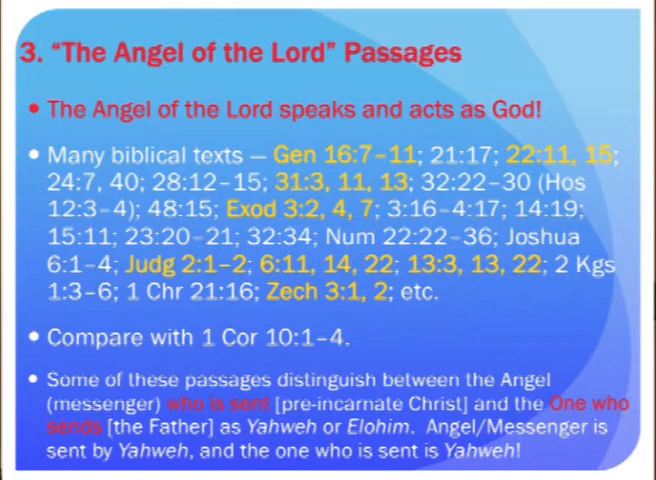 3. “The Angel of the Lord” Passages
• The Angel of the Lord speaks and acts as God!
• Many biblical texts — Gen 16:7–11; 21:17; 22:11, 15;
24:7, 40; 28:12–15; 31:3, 11, 13; 32:22–30 (Hos
12:3–4); 48:15; Exod 3:2, 4, 7; 3:16–4:17; 14:19;
15:11; 23:20–21; 32:34; Num 22:22–36; Joshua
6:1–4; Judg 2:1–2; 6:11, 14, 22; 13:3, 13, 22; 2 Kgs
1:3–6; 1 Chr 21:16; Zech 3:1, 2; etc.
• Compare with 1 Cor 10:1–4.
• Some of these passages distinguish between the Angel
(messenger) who is sent [pre-incarnate Christ] and the One who
sends [the Father] as Yahweh or Elohim. Angel/Messenger is
sent by Yahweh, and the one who is sent is Yahweh!